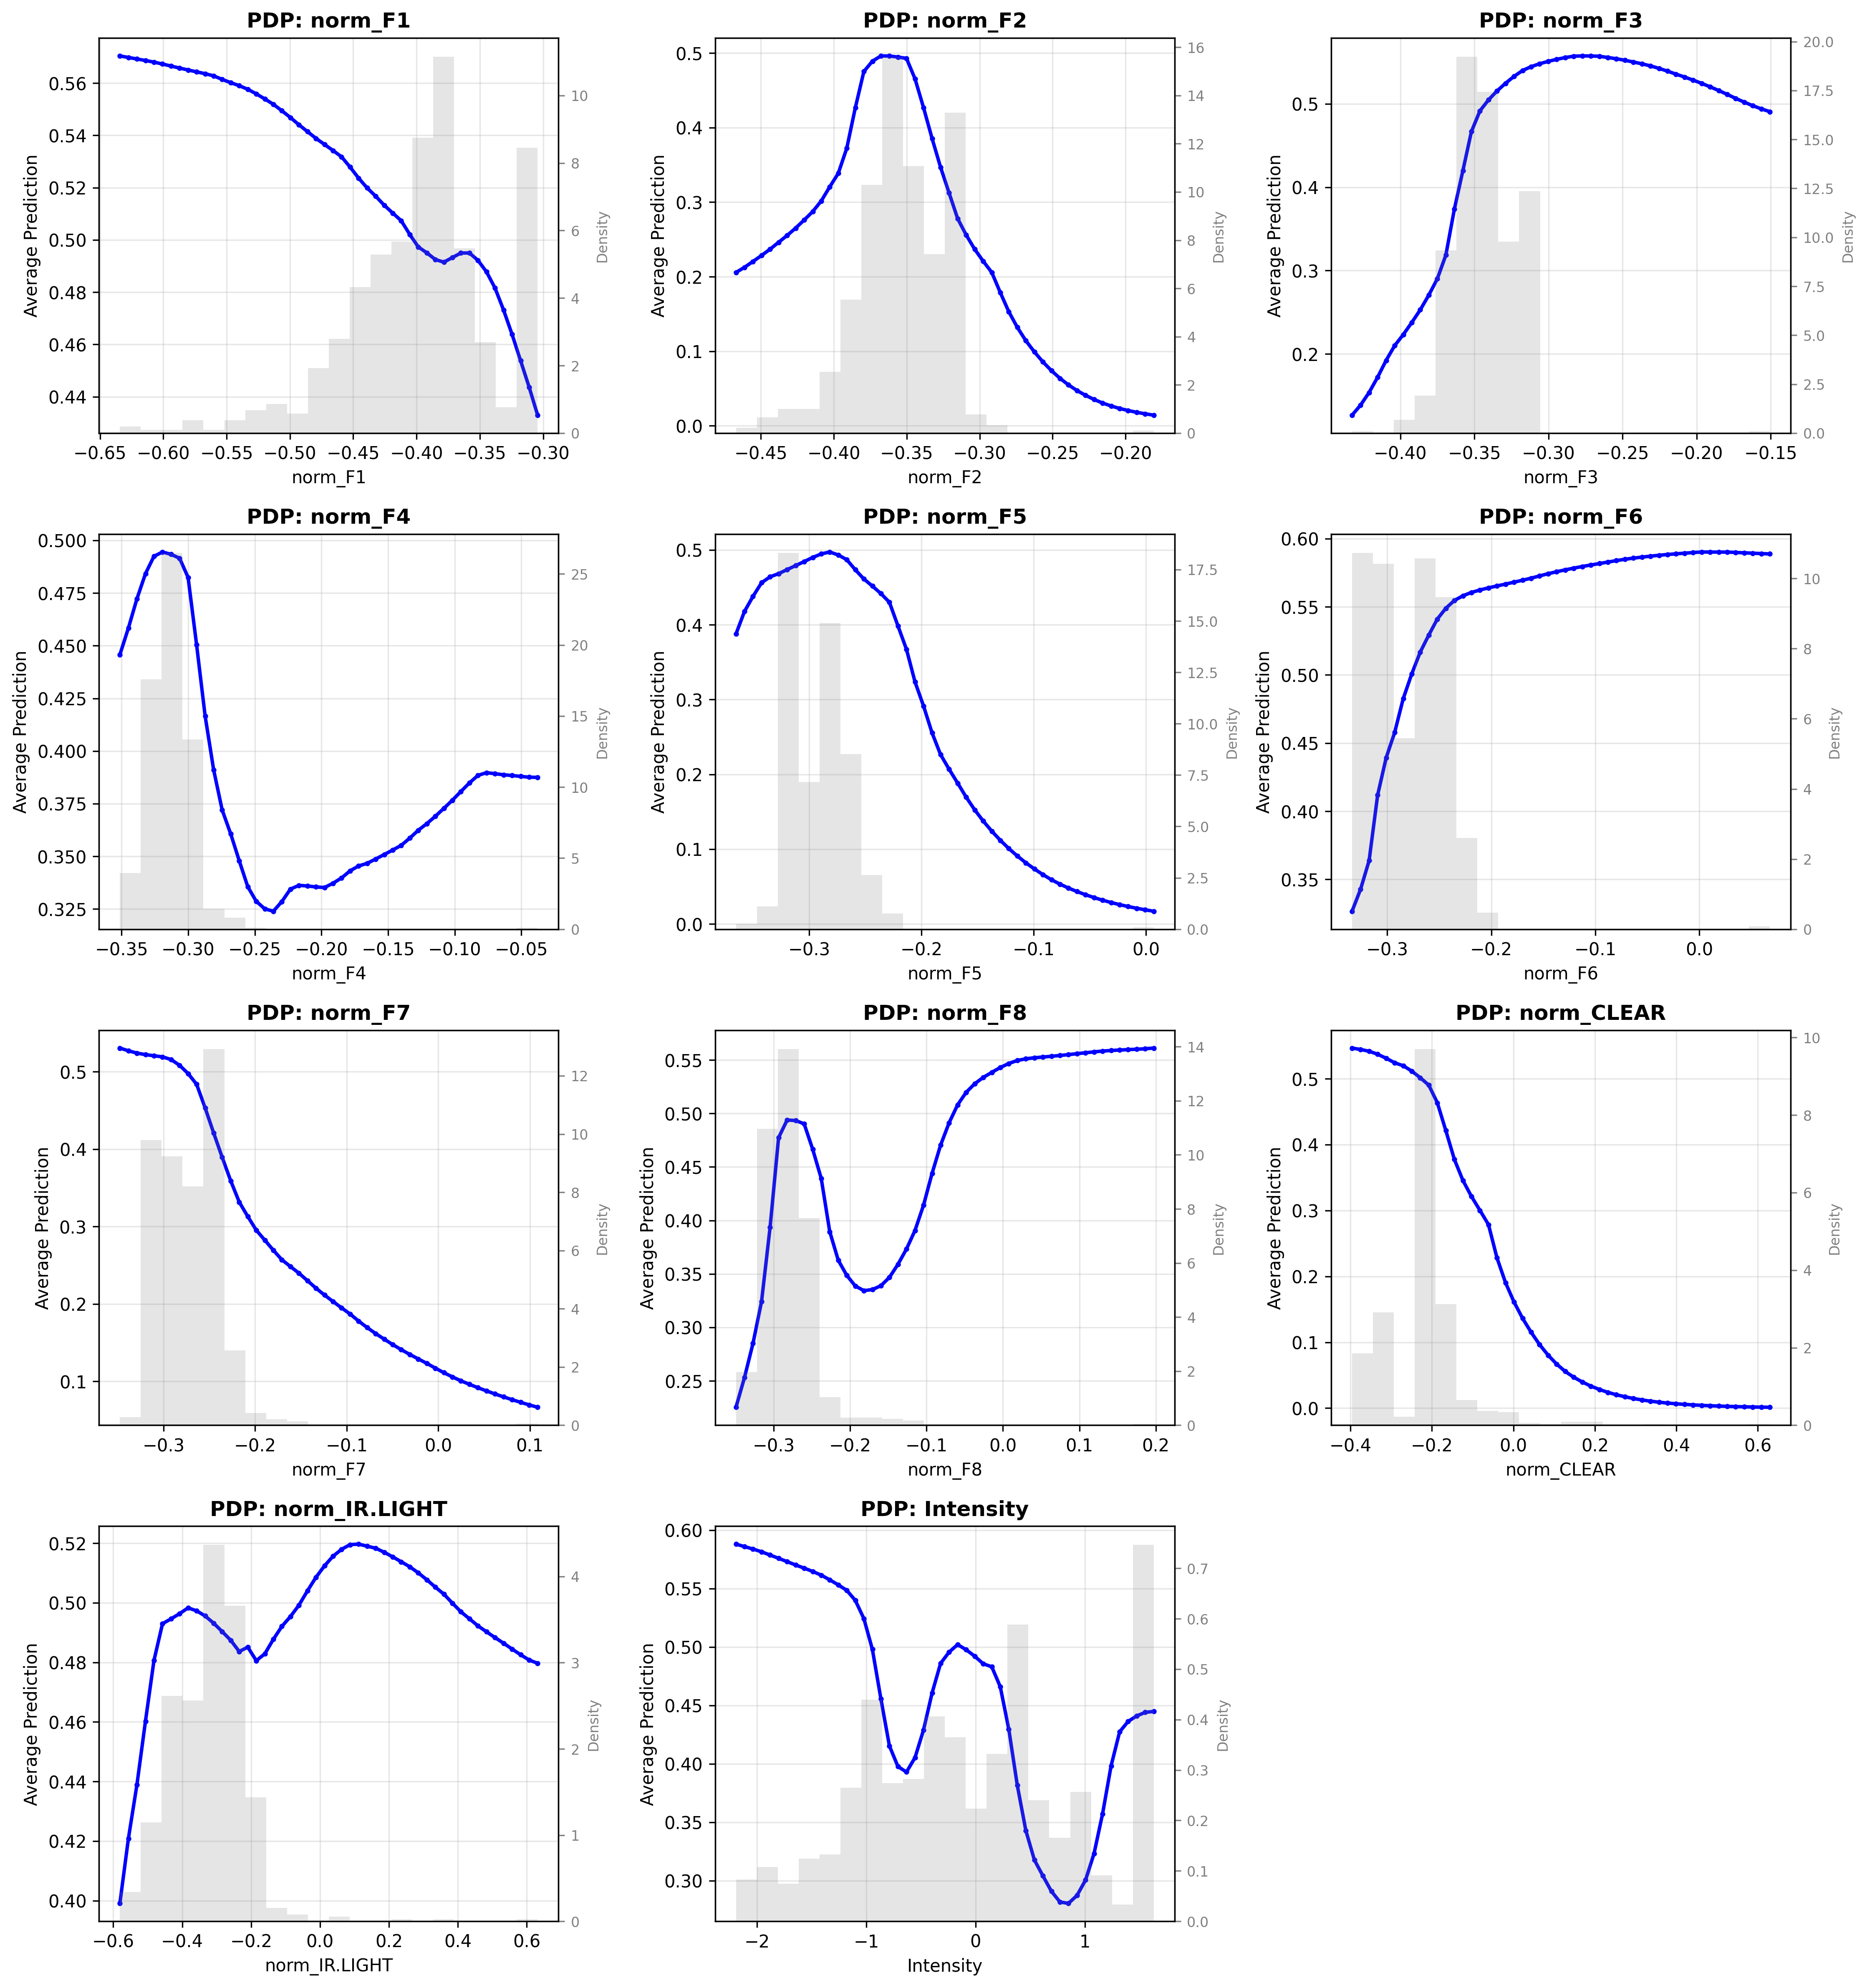 PDP: norm_F1
0.56
0.54
0.52
0.50
0.48
0.46
0.44
Average Prediction
10
8
6
4
2
0
Density
−0.65 −0.60 −0.55 −0.50 −0.45 −0.40 −0.35 −0.30
norm_F1
PDP: norm_F2
0.5
0.4
0.3
0.2
0.1
0.0
Average Prediction
16
14
12
10
8
6
4
2
0
Density
−0.45 −0.40 −0.35 −0.30 −0.25 −0.20
norm_F2
PDP: norm_F3
0.5
0.4
0.3
0.2
Average Prediction
20.0
17.5
15.0
12.5
10.0
7.5
5.0
2.5
0.0
Density
−0.40 −0.35 −0.30 −0.25 −0.20 −0.15
norm_F3
PDP: norm_F4
0.500
0.475
0.450
0.425
0.400
0.375
0.350
0.325
Average Prediction
25
20
15
10
5
0
Density
−0.35 −0.30 −0.25 −0.20 −0.15 −0.10 −0.05
norm_F4
PDP: norm_F5
0.5
0.4
0.3
0.2
0.1
0.0
Average Prediction
17.5
15.0
12.5
10.0
7.5
5.0
2.5
0.0
Density
−0.3 −0.2 −0.1 0.0
norm_F5
PDP: norm_F6
0.60
0.55
0.50
0.45
0.40
0.35
Average Prediction
10
8
6
4
2
0
Density
−0.3 −0.2 −0.1 0.0
norm_F6
PDP: norm_F7
0.5
0.4
0.3
0.2
0.1
Average Prediction
12
10
8
6
4
2
0
Density
−0.3 −0.2 −0.1 0.0 0.1
norm_F7
PDP: norm_F8
0.55
0.50
0.45
0.40
0.35
0.30
0.25
Average Prediction
14
12
10
8
6
4
2
0
Density
−0.3 −0.2 −0.1 0.0 0.1 0.2
norm_F8
PDP: norm_CLEAR
0.5
0.4
0.3
0.2
0.1
0.0
Average Prediction
10
8
6
4
2
0
Density
−0.4 −0.2 0.0 0.2 0.4 0.6
norm_CLEAR
PDP: norm_IR.LIGHT
0.52
0.50
0.48
0.46
0.44
0.42
0.40
Average Prediction
4
3
2
1
0
Density
−0.6 −0.4 −0.2 0.0 0.2 0.4 0.6
norm_IR.LIGHT
PDP: Intensity
0.60
0.55
0.50
0.45
0.40
0.35
0.30
Average Prediction
0.7
0.6
0.5
0.4
0.3
0.2
0.1
0.0
Density
−2 −1 0 1
Intensity